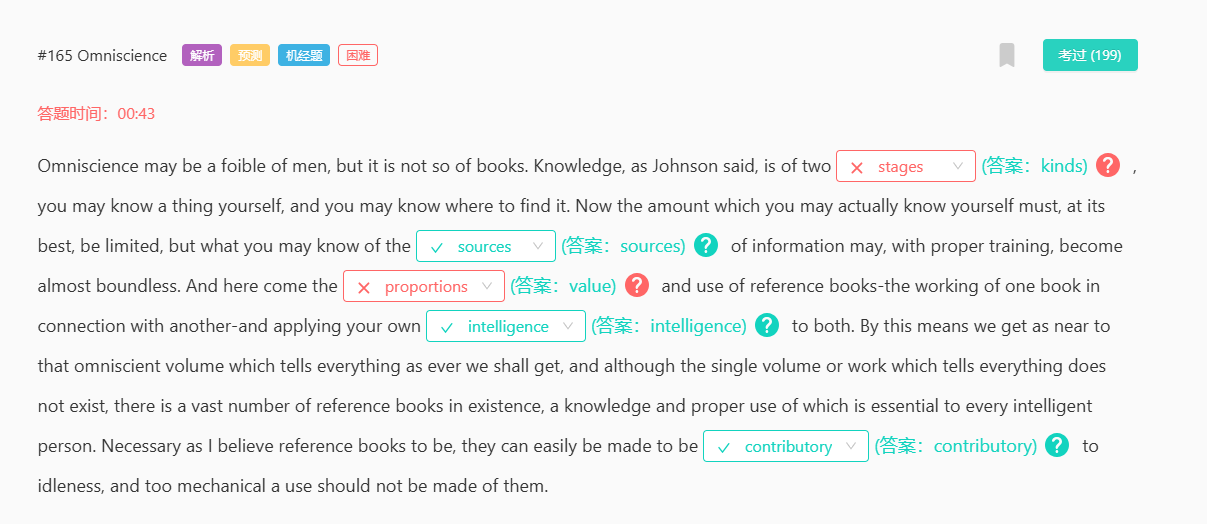 #165 Omniscience 解析 预测 机经题 困难 考过 (199)
答题时间：00:43
Omniscience may be a foible of men, but it is not so of books. Knowledge, as Johnson said, is of two stages (答案：kinds) ? ,
you may know a thing yourself, and you may know where to find it. Now the amount which you may actually know yourself must, at its
best, be limited, but what you may know of the sources (答案：sources) ? of information may, with proper training, become
almost boundless. And here come the proportions (答案：value) ? and use of reference books-the working of one book in
connection with another-and applying your own intelligence (答案：intelligence) ? to both. By this means we get as near to
that omniscient volume which tells everything as ever we shall get, and although the single volume or work which tells everything does
not exist, there is a vast number of reference books in existence, a knowledge and proper use of which is essential to every intelligent
person. Necessary as I believe reference books to be, they can easily be made to be contributory (答案：contributory) ? to
idleness, and too mechanical a use should not be made of them.